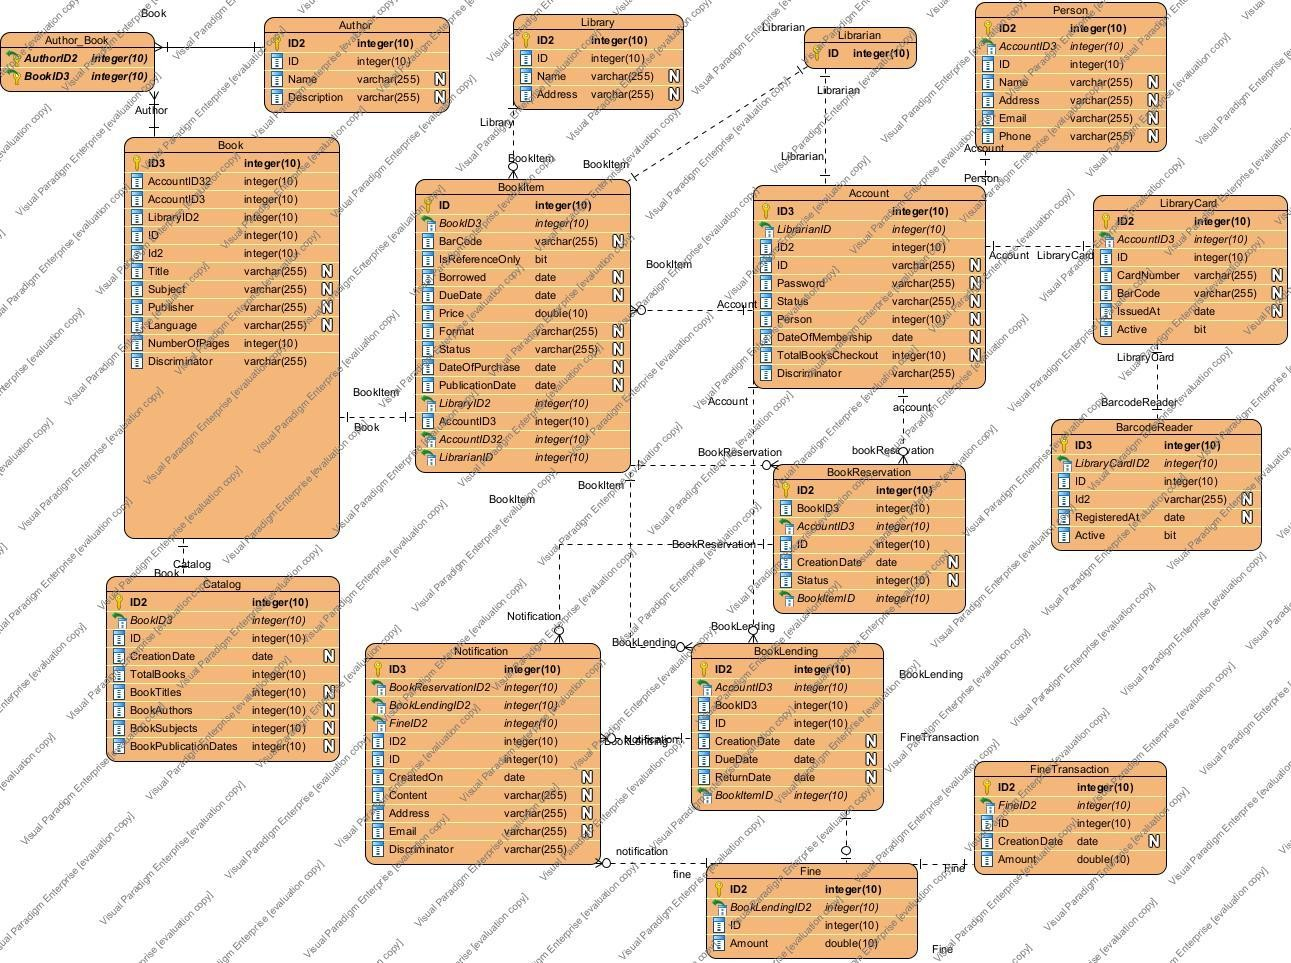 Book
Author_Book
AuthorID2 integer(10)
BookID3 integer(10)
Author
Author
ID2 integer(10)
ID integer(10)
Name varchar(255) N
Description varchar(255) N
Library
ID2 integer(10)
ID integer(10)
Name varchar(255) N
Address varchar(255) N
Library
BookItem
Librarian
Librarian
ID integer(10)
Librarian
Librarian
BookItem
Person
ID2 integer(10)
AccountID3 integer(10)
ID integer(10)
Name varchar(255) N
Address varchar(255) N
Email varchar(255) N
Phone varchar(255) N
Account
Person
Book
ID3 integer(10)
AccountID32 integer(10)
AccountID3 integer(10)
LibraryID2 integer(10)
ID integer(10)
Id2 integer(10)
Title varchar(255) N
Subject varchar(255) N
Publisher varchar(255) N
Language varchar(255) N
NumberOfPages integer(10)
Discriminator varchar(255)
BookItem
Book
BookItem
ID integer(10)
BookID3 integer(10)
BarCode varchar(255) N
IsReferenceOnly bit
Borrowed date N
DueDate date N
Price double(10)
Format varchar(255) N
Status varchar(255) N
DateOfPurchase date N
PublicationDate date N
LibraryID2 integer(10)
AccountID3 integer(10)
AccountID32 integer(10)
LibrarianID integer(10)
BookItem
Account
Account
ID3 integer(10)
LibrarianID integer(10)
ID2 integer(10)
ID varchar(255) N
Password varchar(255) N
Status varchar(255) N
Person integer(10) N
DateOfMembership date N
TotalBooksCheckout integer(10) N
Discriminator varchar(255)
Account LibraryCard
LibraryCard
ID2 integer(10)
AccountID3 integer(10)
ID integer(10)
CardNumber varchar(255) N
BarCode varchar(255) N
IssuedAt date N
Active bit
LibraryCard
BarcodeReader
BarcodeReader
ID3 integer(10)
LibraryCardID2 integer(10)
ID integer(10)
Id2 varchar(255) N
RegisteredAt date N
Active bit
Account
account
BookReservation
bookReservation
BookItem
BookItem
BookReservation
BookReservation
ID2 integer(10)
BookID3 integer(10)
AccountID3 integer(10)
ID integer(10)
CreationDate date N
Status integer(10) N
BookItemID integer(10)
Catalog
Book
Catalog
ID2 integer(10)
BookID3 integer(10)
ID integer(10)
CreationDate date N
TotalBooks integer(10)
BookTitles integer(10) N
BookAuthors integer(10) N
BookSubjects integer(10) N
BookPublicationDates integer(10) N
Notification
BookLending
BookLending
Notification
ID3 integer(10)
BookReservationID2 integer(10)
BookLendingID2 integer(10)
FineID2 integer(10)
ID2 integer(10)
ID integer(10)
CreatedOn date N
Content varchar(255) N
Address varchar(255) N
Email varchar(255) N
Discriminator varchar(255)
Notification
BookLending
BookLending
ID2 integer(10)
AccountID3 integer(10)
BookID3 integer(10)
ID integer(10)
CreationDate date N
DueDate date N
ReturnDate date N
BookItemID integer(10)
BookLending
FineTransaction
FineTransaction
ID2 integer(10)
FineID2 integer(10)
ID integer(10)
CreationDate date N
Amount double(10)
notification
fine
Fine
Fine
ID2 integer(10)
BookLendingID2 integer(10)
ID integer(10)
Amount double(10)
Fine
Visual Paradigm Enterprise [evaluation copy]